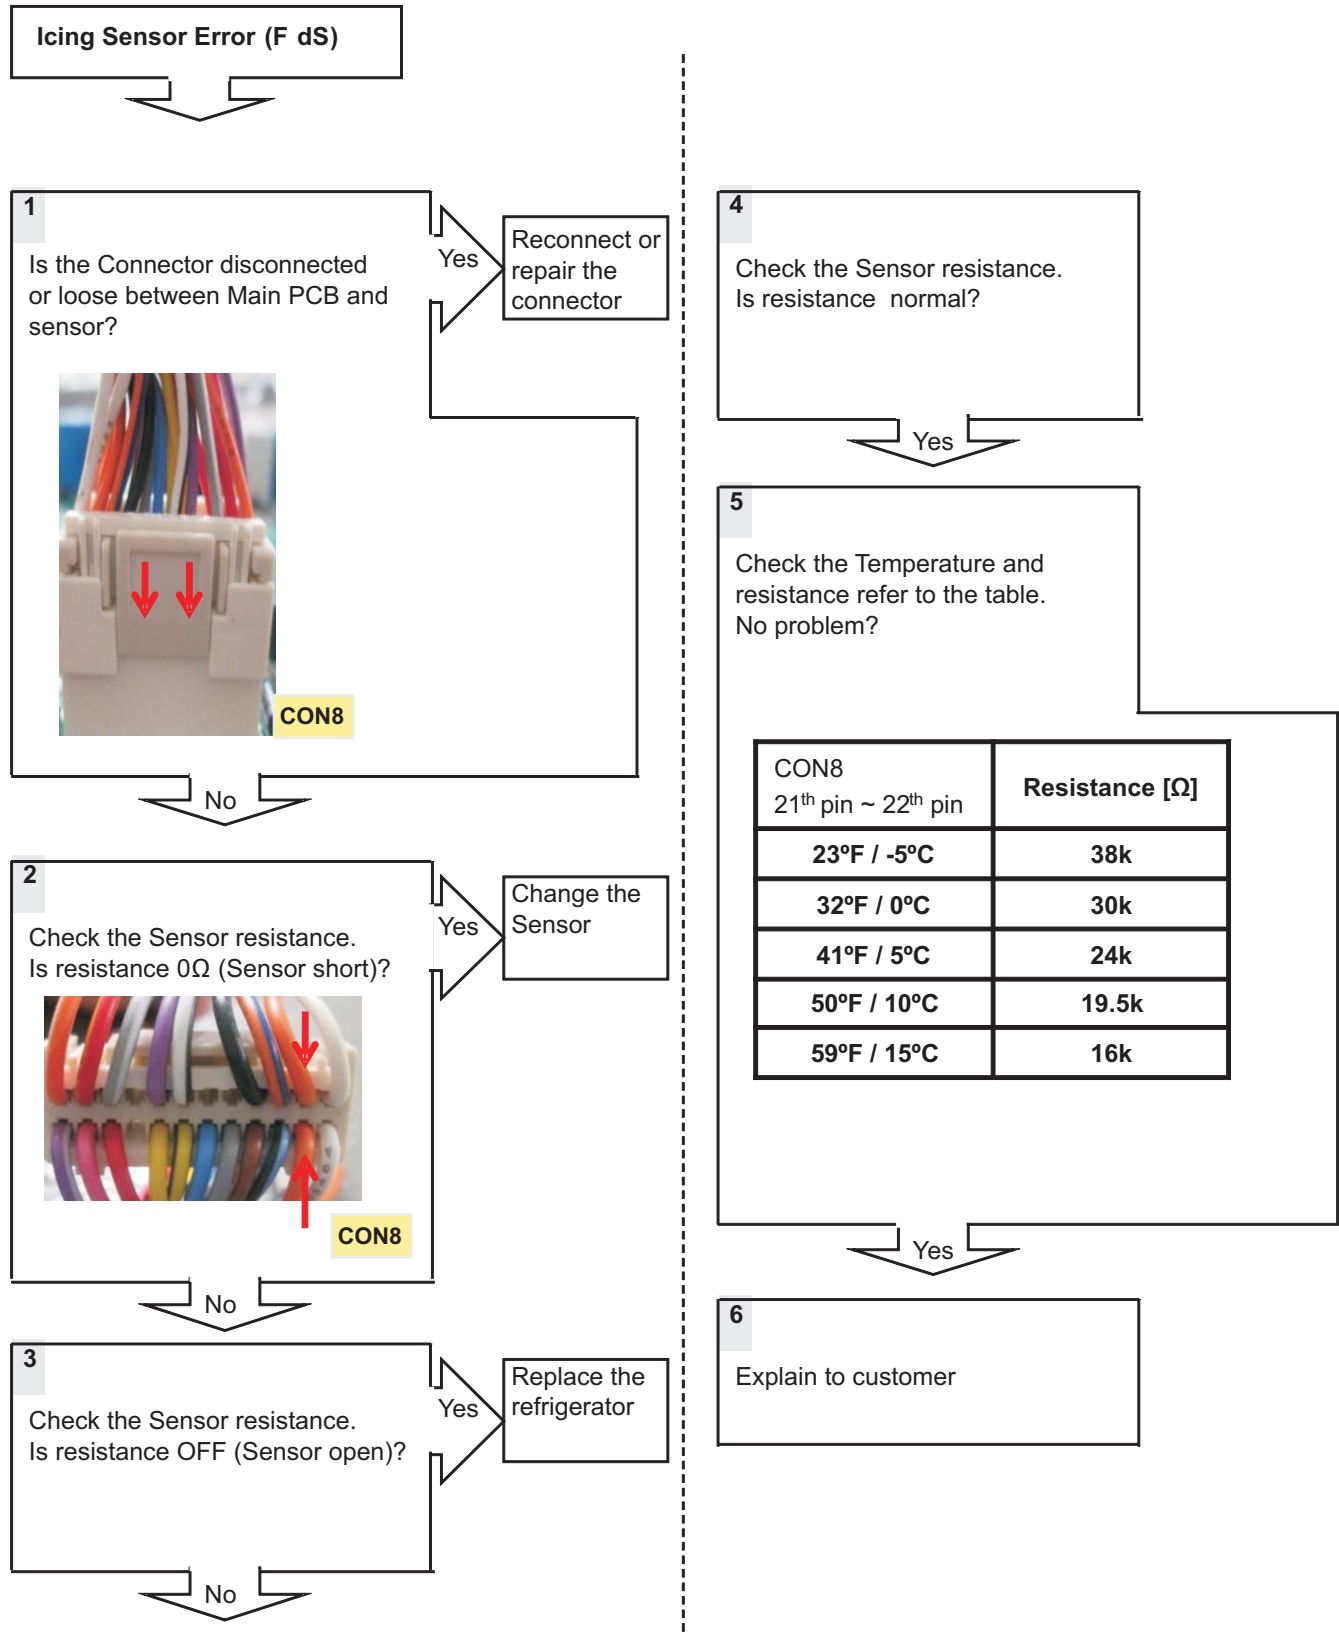 Icing Sensor Error (F dS)
1
Is the Connector disconnected
or loose between Main PCB and
sensor?
Yes
Reconnect or
repair the
connector
CON8
No
2
Check the Sensor resistance.
Is resistance 0Ω (Sensor short)?
Yes
Change the
Sensor
CON8
No
3
Check the Sensor resistance.
Is resistance OFF (Sensor open)?
Yes
Replace the
refrigerator
No
4
Check the Sensor resistance.
Is resistance normal?
Yes
5
Check the Temperature and
resistance refer to the table.
No problem?
CON8
21th pin ~ 22th pin
Resistance [Ω]
23ºF / -5ºC 38k
32ºF / 0ºC 30k
41ºF / 5ºC 24k
50ºF / 10ºC 19.5k
59ºF / 15ºC 16k
Yes
6
Explain to customer